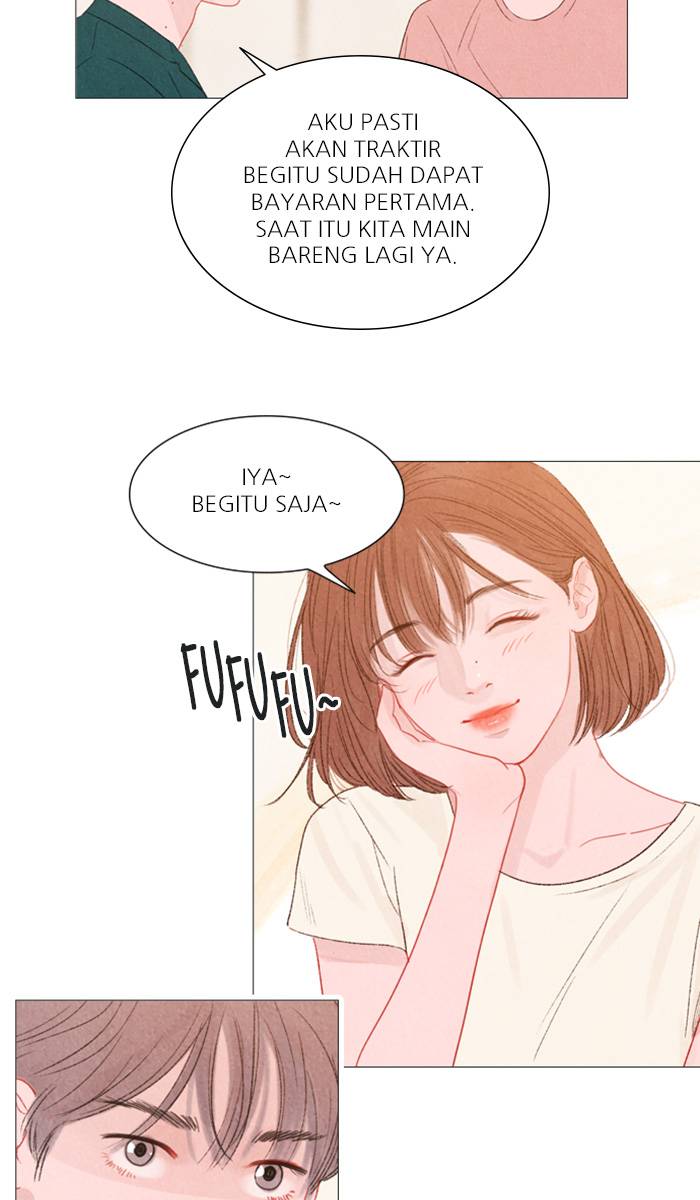 AKU PASTI
AKAN TRAKTIR
BEGITU SUDAH DAPAT
BAYARAN PERTAMA.
SAAT ITU KITA MAIN
BARENG LAGI YA.
IYA~
BEGITU SAJA~
FUFUFU~